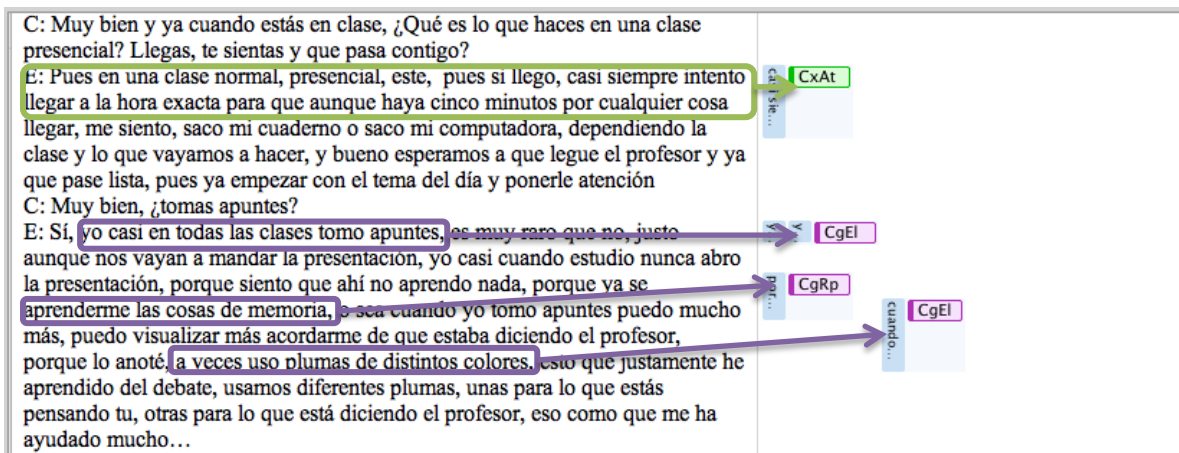 C: Muy bien y ya cuando estás en clase, ¿Qué es lo que haces en una clase
presencial? Llegas, te sientas y que pasa contigo?
E: Pues en una clase normal, presencial, este, pues si llego, casi siempre intento
llegar a la hora exacta para que aunque haya cinco minutos por cualquier cosa
llegar, me siento, saco mi cuaderno o saco mi computadora, dependiendo la
clase y lo que vayamos a hacer, y bueno esperamos a que legue el profesor y ya
que pase lista, pues ya empezar con el tema del día y ponerle atención
C: Muy bien, ¿tomas apuntes?
E: Sí, yo casi en todas las clases tomo apuntes, es muy raro que no, justo
aunque nos vayan a mandar la presentación, yo casi cuando estudio nunca abro
la presentación, porque siento que ahí no aprendo nada, porque ya se
aprenderme las cosas de memoria, o sea cuando yo tomo apuntes puedo mucho
más, puedo visualizar más acordarme de que estaba diciendo el profesor,
porque lo anoté, a veces uso plumas de distintos colores, esto que justamente he
aprendido del debate, usamos diferentes plumas, unas para lo que estás
pensando tu, otras para lo que está diciendo el profesor, eso como que me ha
ayudado mucho…
CxAt
CgEl
CgRp
cuando...
CgEl